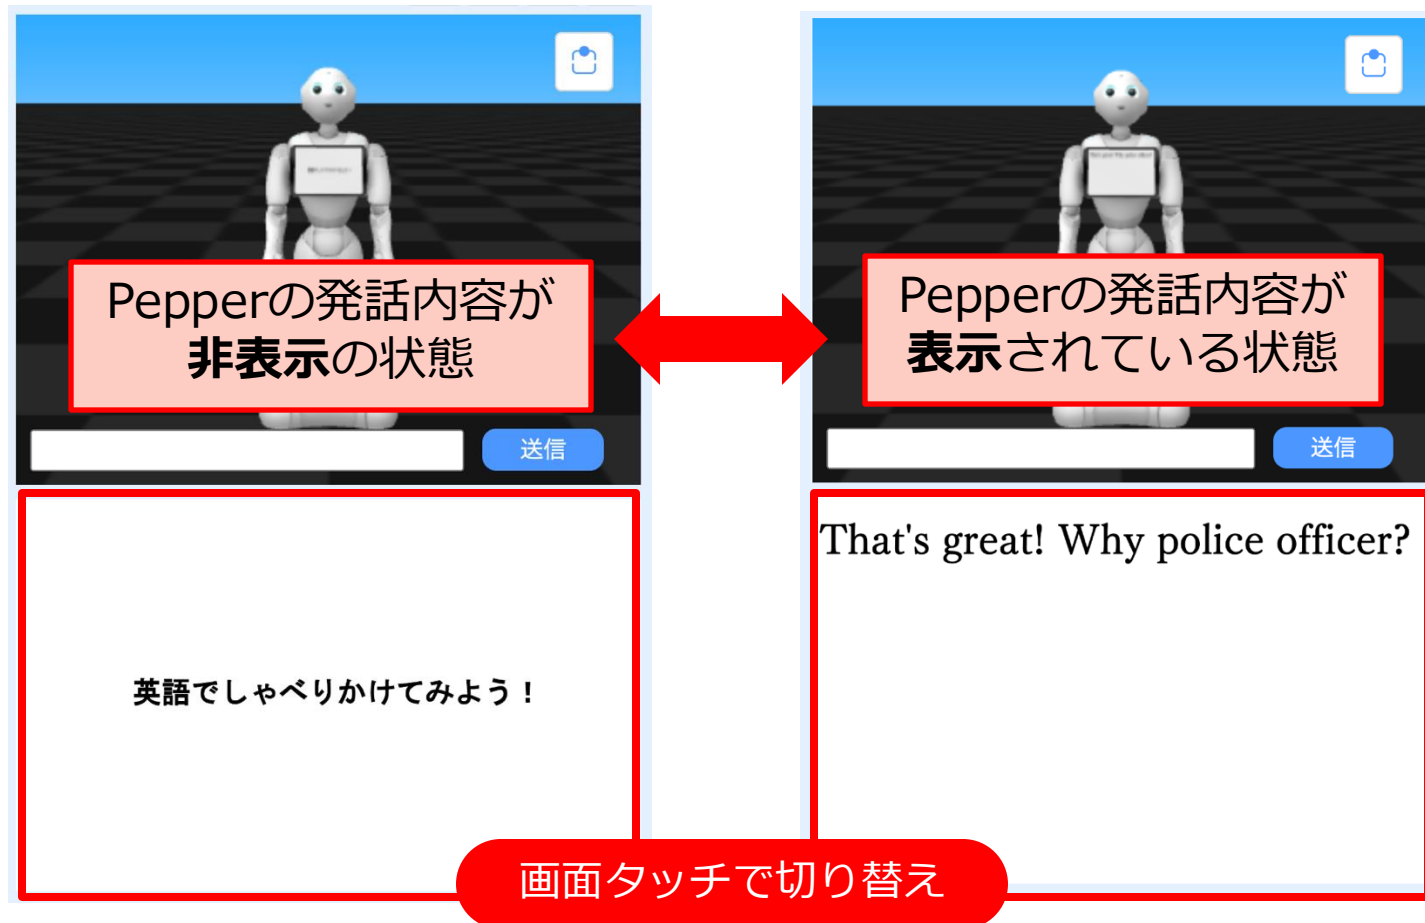 Pepperの発話内容が
非表示の状態
送信
英語でしゃべりかけてみよう!
Pepperの発話内容が
表示されている状態
送信
That's great! Why police officer?
画面タッチで切り替え